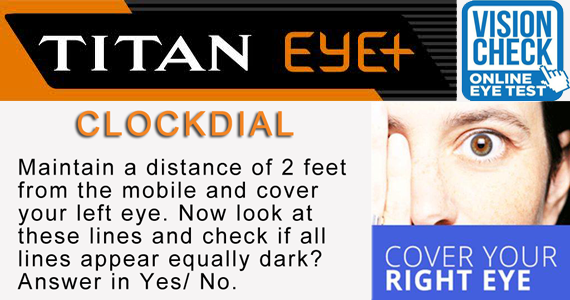 TITAN EYE+
VISION
CHECK
ONLINE
EYE TEST
CLOCKDIAL
Maintain a distance of 2 feet
from the mobile and cover
your left eye. Now look at
these lines and check if all
lines appear equally dark?
Answer in Yes/ No.
COVER YOUR
RIGHT EYE